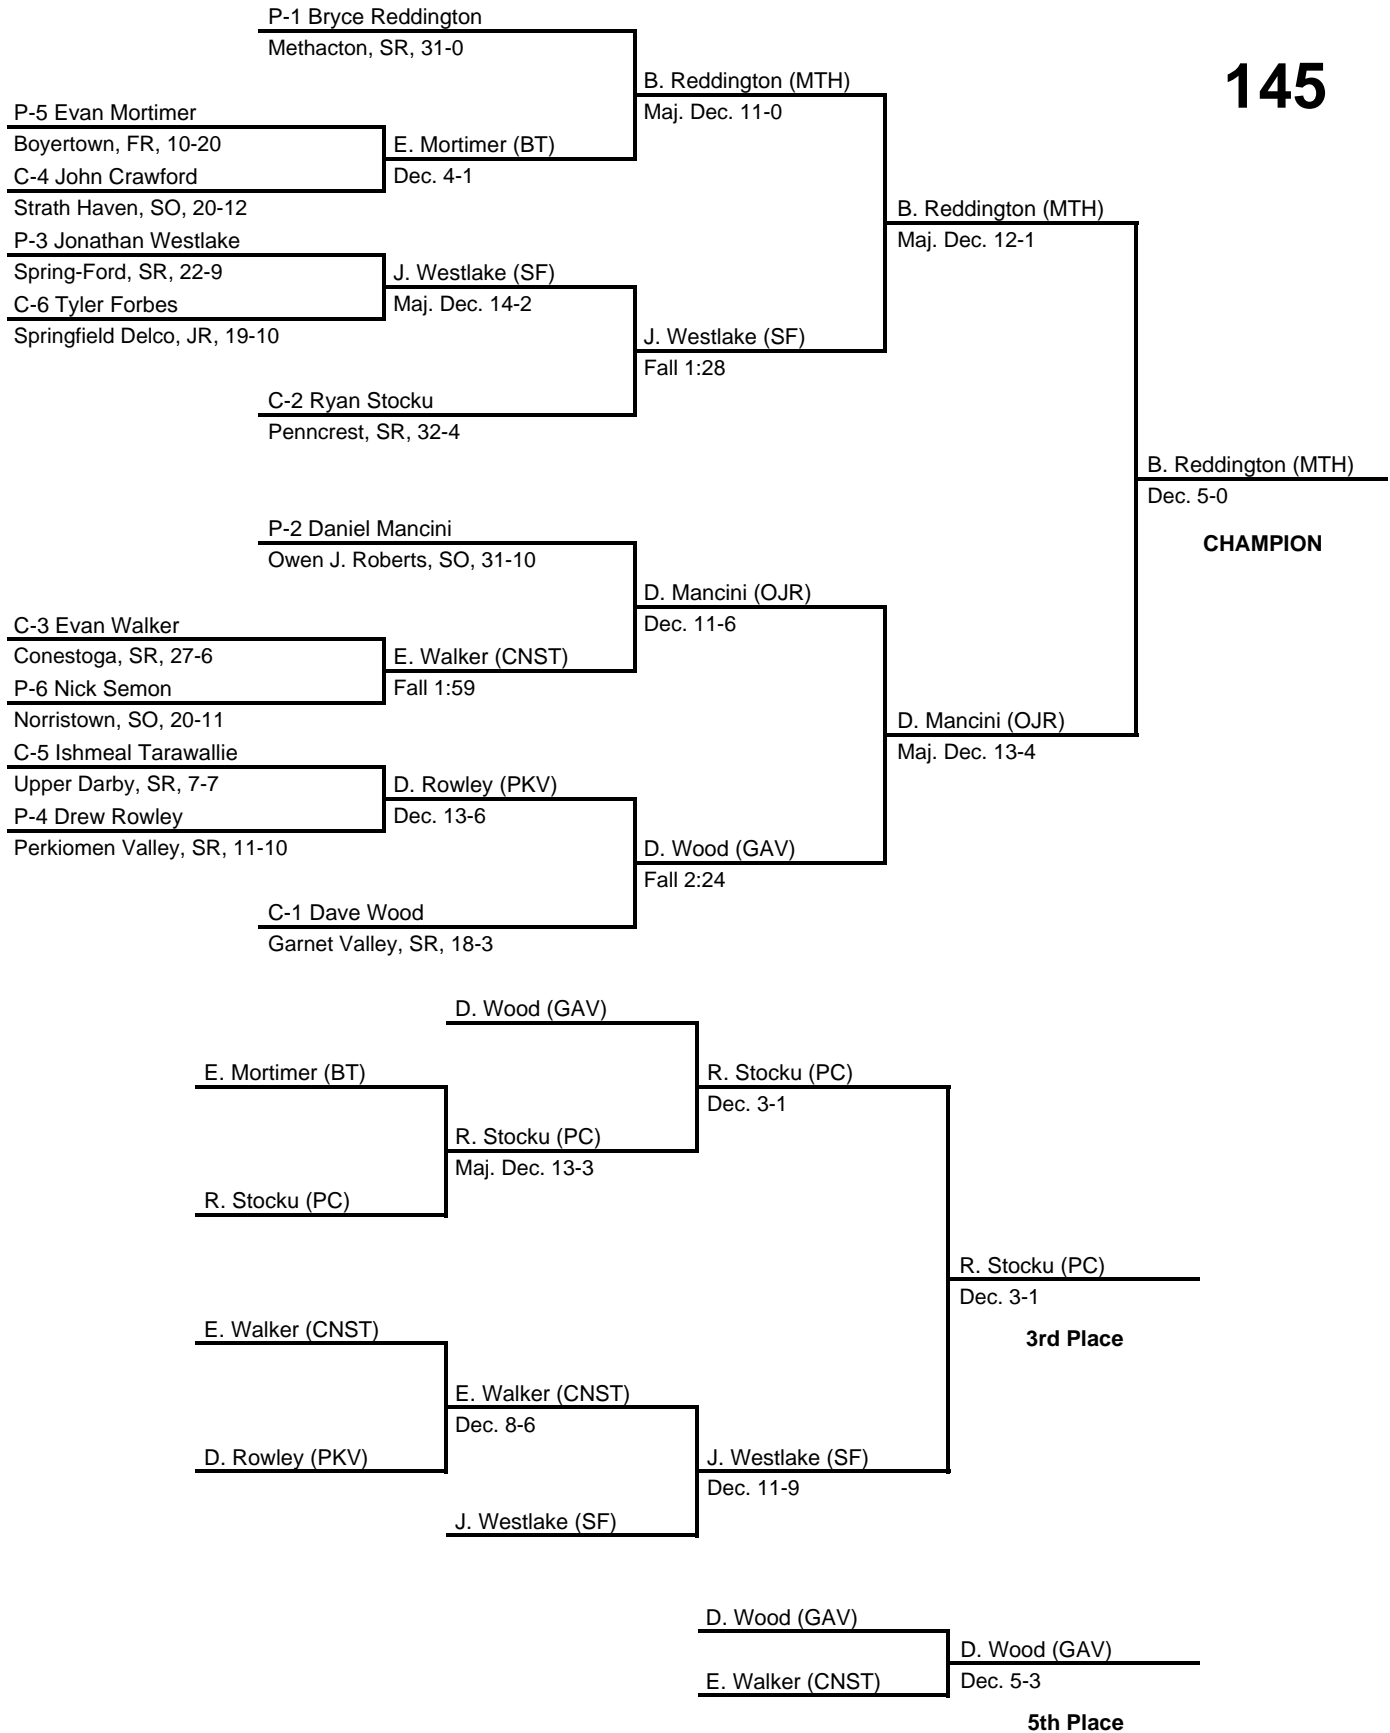 P-1 Bryce Reddington
Methacton, SR, 31-0
145
B. Reddington (MTH)
Maj. Dec. 11-0
P-5 Evan Mortimer
Boyertown, FR, 10-20
E. Mortimer (BT)
Dec. 4-1
C-4 John Crawford
Strath Haven, SO, 20-12
B. Reddington (MTH)
Maj. Dec. 12-1
P-3 Jonathan Westlake
Spring-Ford, SR, 22-9
J. Westlake (SF)
Maj. Dec. 14-2
C-6 Tyler Forbes
Springfield Delco, JR, 19-10
J. Westlake (SF)
Fall 1:28
C-2 Ryan Stocku
Penncrest, SR, 32-4
B. Reddington (MTH)
Dec. 5-0
CHAMPION
P-2 Daniel Mancini
Owen J. Roberts, SO, 31-10
D. Mancini (OJR)
Dec. 11-6
C-3 Evan Walker
Conestoga, SR, 27-6
E. Walker (CNST)
Fall 1:59
P-6 Nick Semon
Norristown, SO, 20-11
D. Mancini (OJR)
Maj. Dec. 13-4
C-5 Ishmeal Tarawallie
Upper Darby, SR, 7-7
D. Rowley (PKV)
Dec. 13-6
P-4 Drew Rowley
Perkiomen Valley, SR, 11-10
D. Wood (GAV)
Fall 2:24
C-1 Dave Wood
Garnet Valley, SR, 18-3
D. Wood (GAV)
E. Mortimer (BT)
R. Stocku (PC)
Dec. 3-1
R. Stocku (PC)
Maj. Dec. 13-3
R. Stocku (PC)
R. Stocku (PC)
Dec. 3-1
3rd Place
E. Walker (CNST)
E. Walker (CNST)
Dec. 8-6
D. Rowley (PKV)
J. Westlake (SF)
Dec. 11-9
J. Westlake (SF)
D. Wood (GAV)
D. Wood (GAV)
Dec. 5-3
E. Walker (CNST)
5th Place